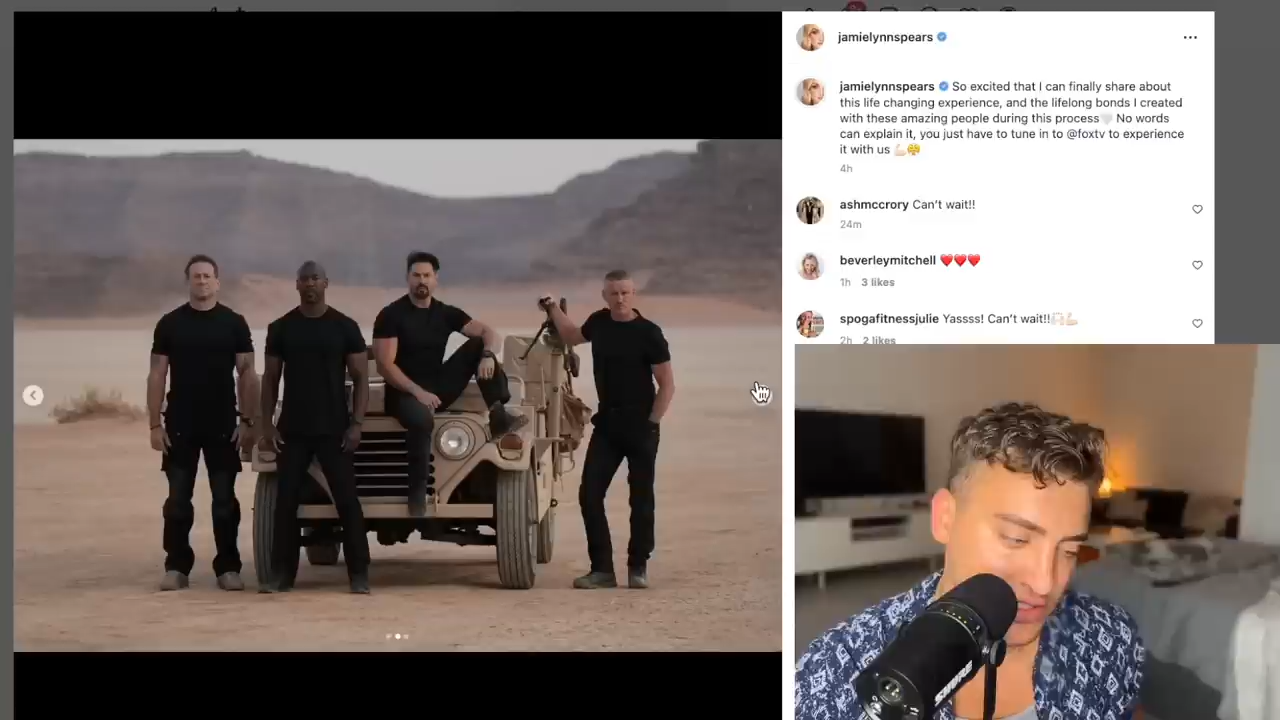 jamielynnspears
jamielynnspears So excited that I can finally share about
this life changing experience, and the lifelong bonds I created
with these amazing people during this process🤍 No words
can explain it, you just have to tune in to @foxtv to experience
it with us 💪🏻😤
4h
ashmccrory Can't wait!!
24m
beverleymitchell ❤️❤️❤️
1h 3 likes
spogafitnessjulie Yassss! Can't wait!!🙌🏻💪🏻
2h 2 likes
SHURE